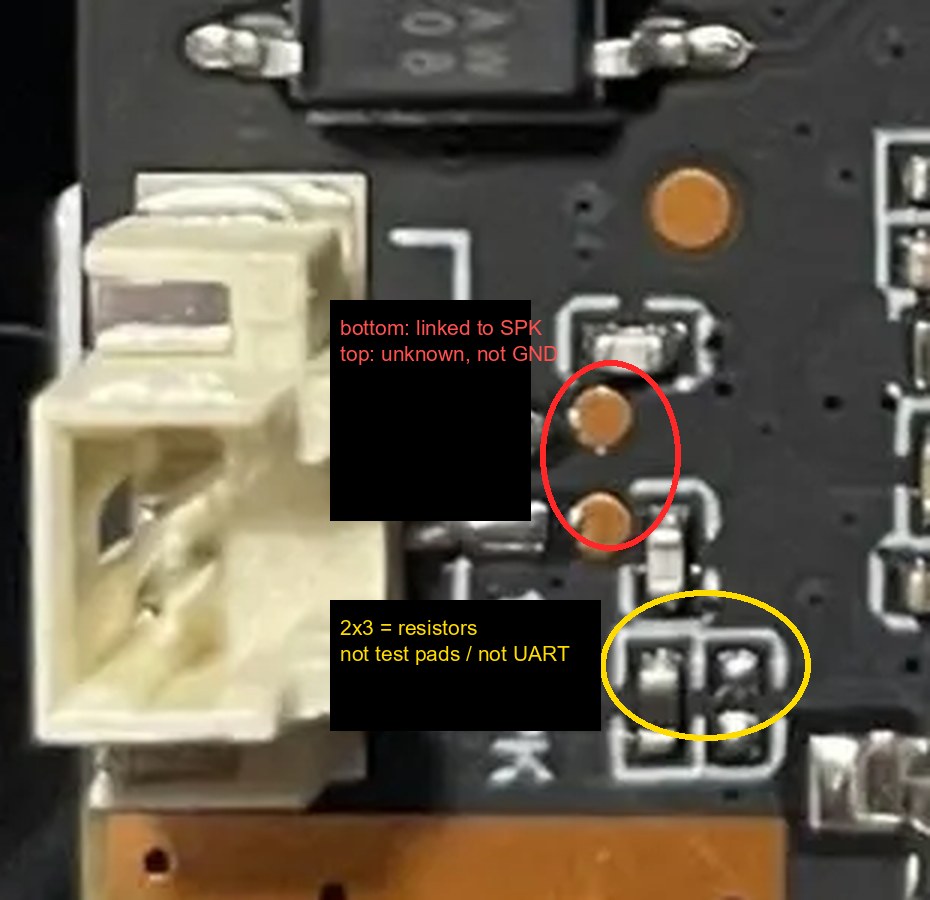 bottom: linked to SPK
top: unknown, not GND
2x3 = resistors
not test pads / not UART
K